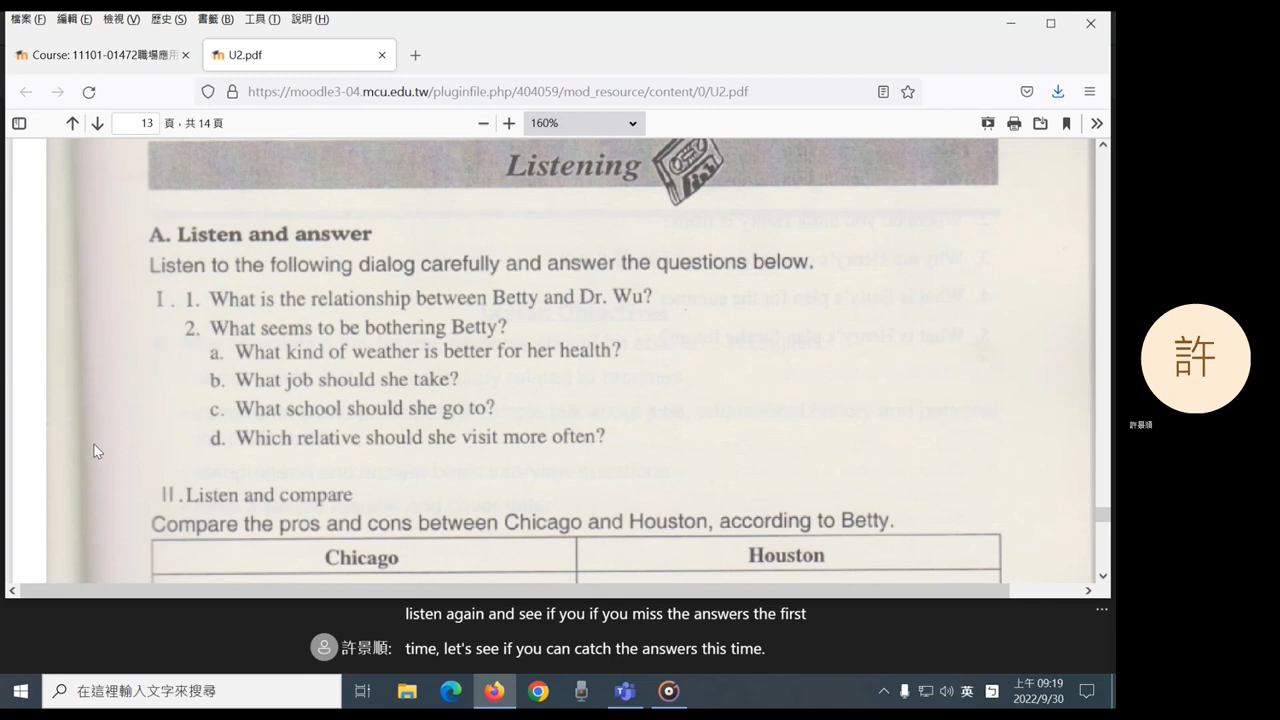 檔案(F) 編輯(E) 檢視(V) 歷史(S) 書籤(B) 工具(T) 說明(H)
Course: 11101-01472職場應用
U2.pdf
https://moodle3-04.mcu.edu.tw/pluginfile.php/404059/mod_resource/content/0/U2.pdf
13 頁，共 14 頁
160%
Listening
A. Listen and answer
Listen to the following dialog carefully and answer the questions below.
I. 1. What is the relationship between Betty and Dr. Wu?
2. What seems to be bothering Betty?
a. What kind of weather is better for her health?
b. What job should she take?
c. What school should she go to?
d. Which relative should she visit more often?
II. Listen and compare
Compare the pros and cons between Chicago and Houston, according to Betty.
Chicago
Houston
許
許景順
listen again and see if you if you miss the answers the first
許景順: time, let's see if you can catch the answers this time.
在這裡輸入文字來搜尋
英
上午 09:19
2022/9/30